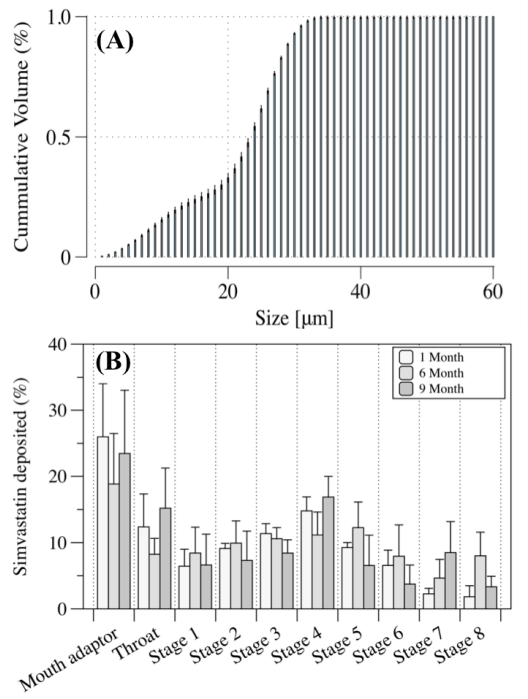 (A)
Cummulative Volume (%)
1.0
0.5
0
0 20 40 60
Size [μm]
(B)
Simvastatin deposited (%)
40
30
20
10
0
1 Month
6 Month
9 Month
Mouth adaptor
Throat
Stage 1
Stage 2
Stage 3
Stage 4
Stage 5
Stage 6
Stage 7
Stage 8